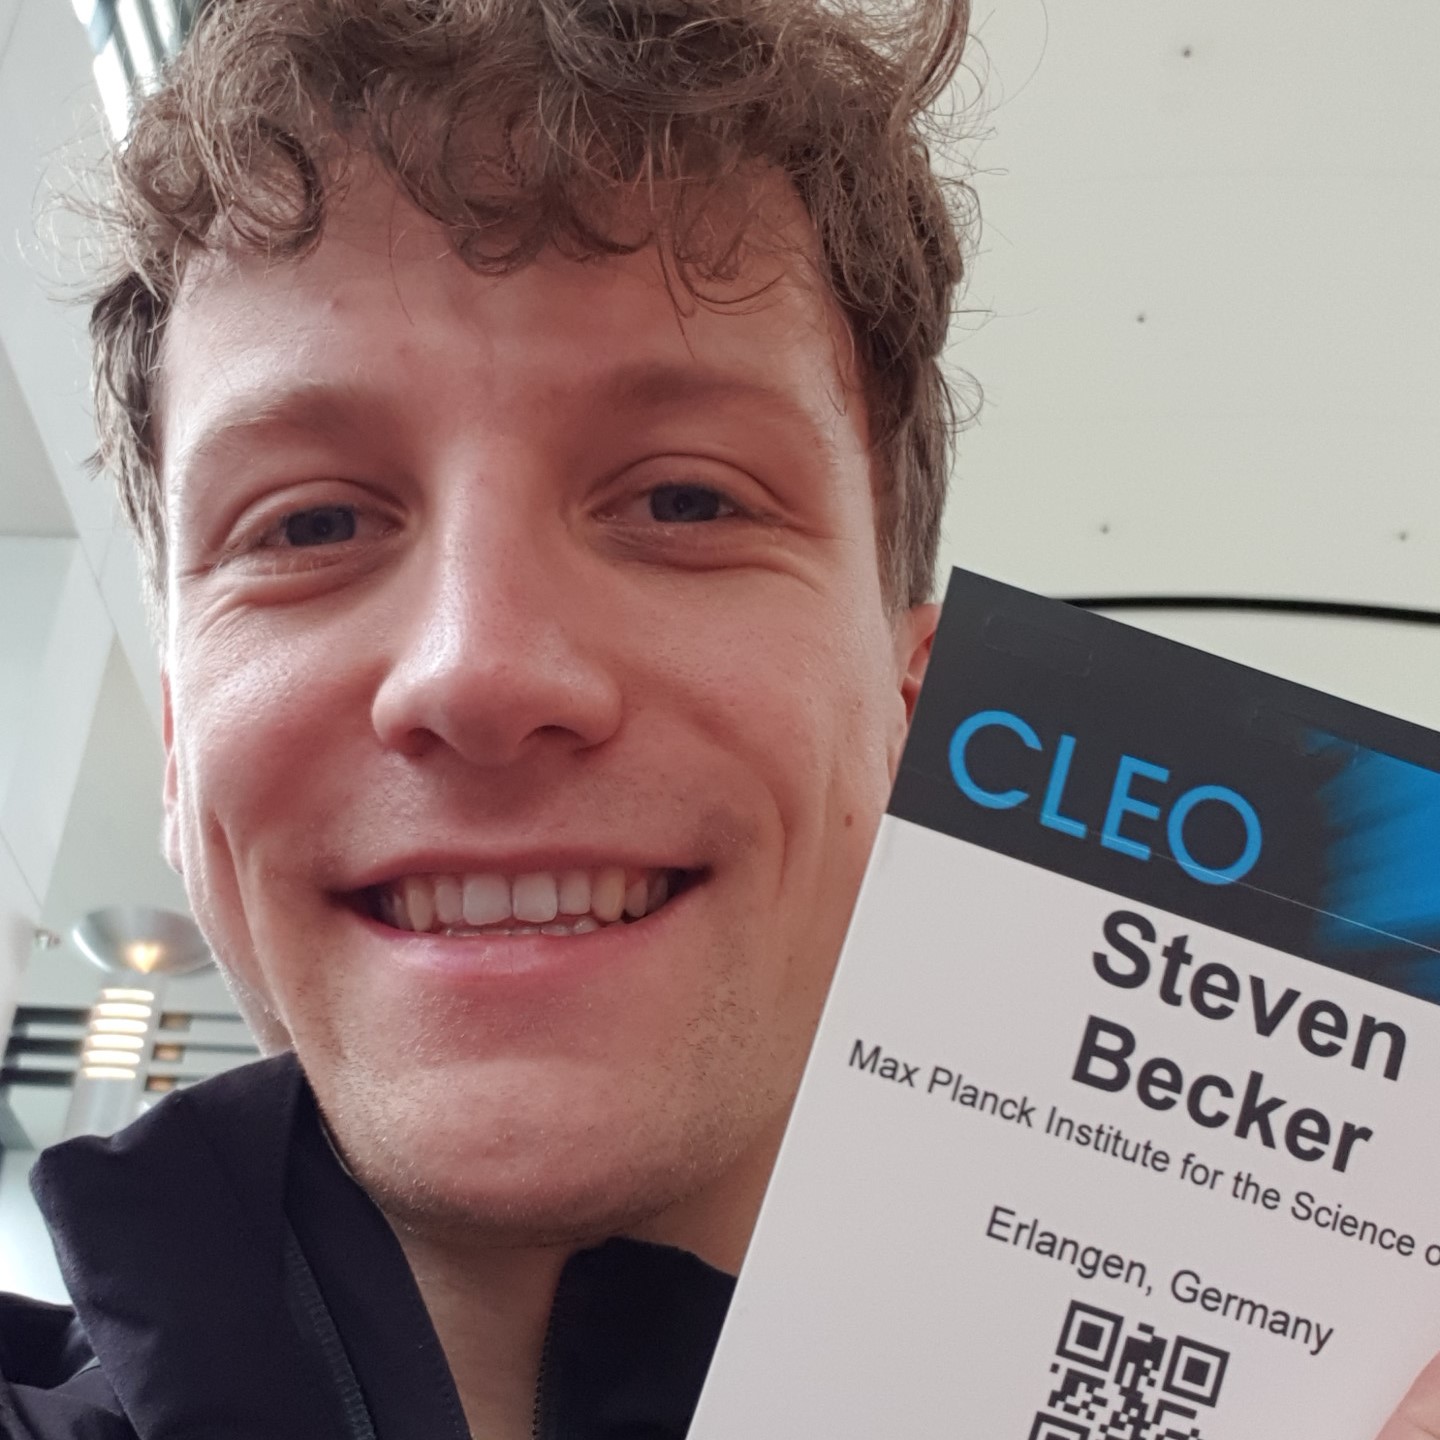 CLEO
Steven
Becker
Max Planck Institute for the Science
Erlangen, Germany